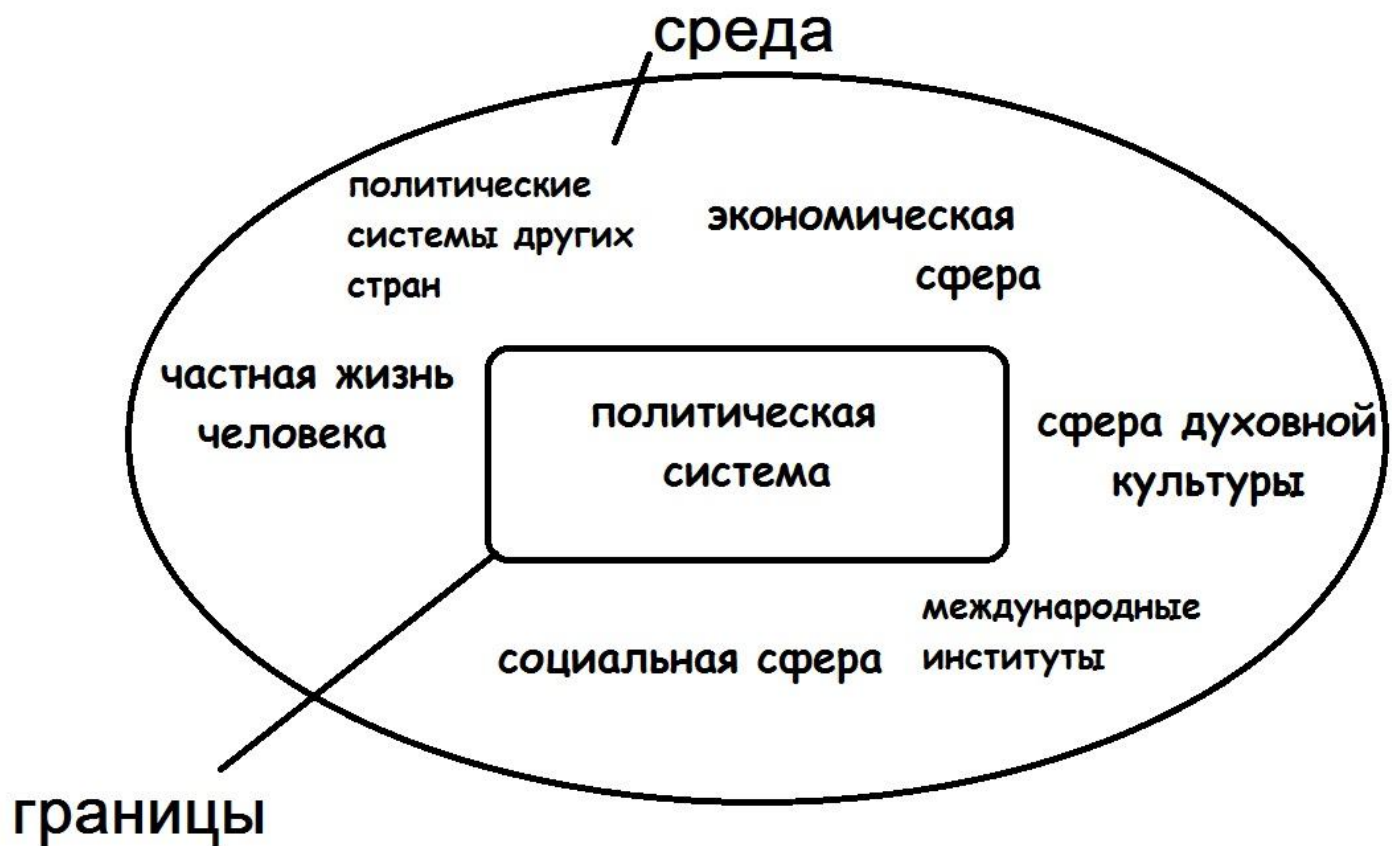 среда
политические
системы других
стран
экономическая
сфера
частная жизнь
человека
политическая
система
сфера духовной
культуры
социальная сфера
международные
институты
границы